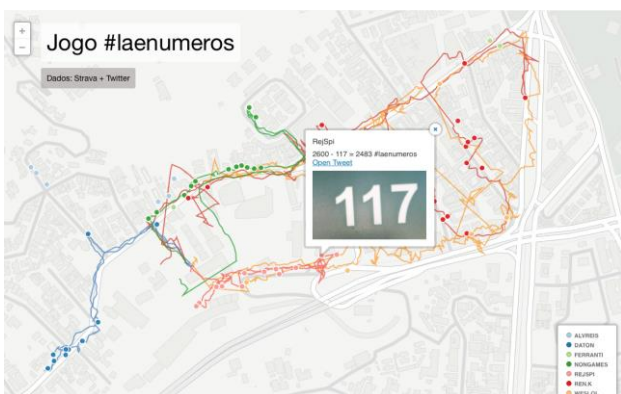 +
Jogo #laenumeros
−
Dados: Strava + Twitter
×
RejSpi
2600 - 117 = 2483 #laenumeros
Open Tweet
117
ALVRIDS
DATON
FERRANTI
NONGAMES
REJSPI
REN.K